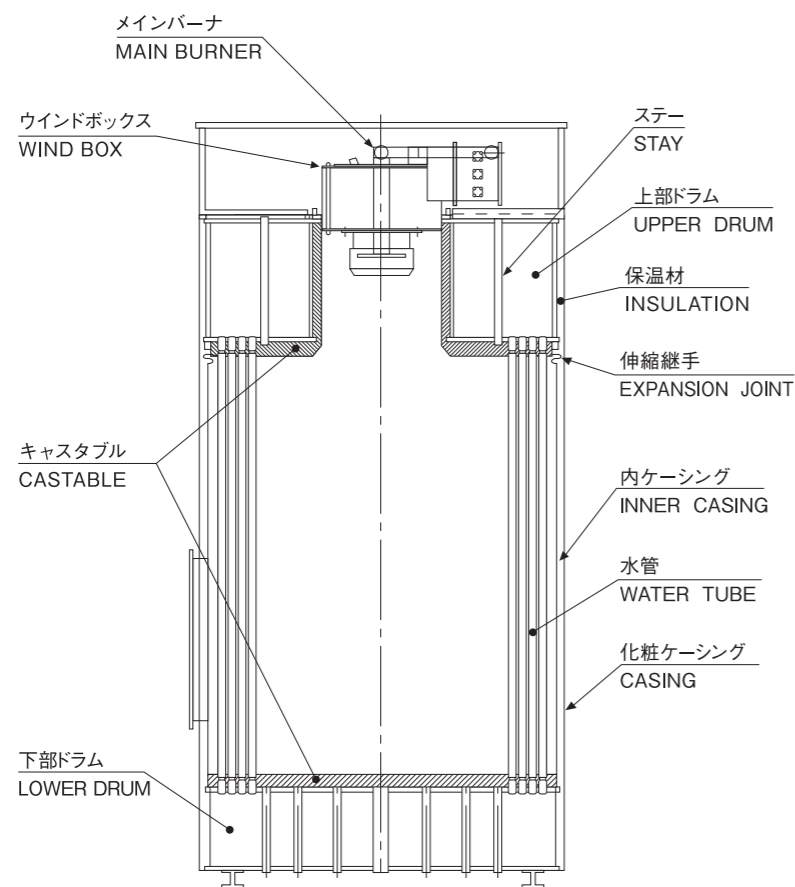 メインバーナ
MAIN BURNER
ウインドボックス
WIND BOX
ステー
STAY
上部ドラム
UPPER DRUM
保温材
INSULATION
伸縮継手
EXPANSION JOINT
キャスタブル
CASTABLE
内ケーシング
INNER CASING
水管
WATER TUBE
化粧ケーシング
CASING
下部ドラム
LOWER DRUM